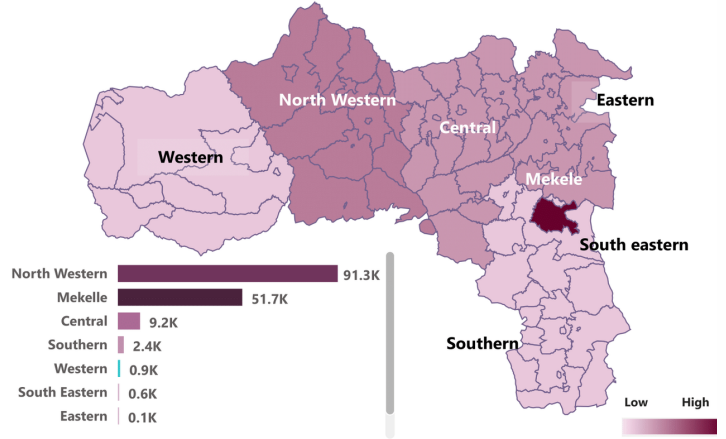 North Western
Eastern
Central
Western
Mekele
South eastern
Southern
North Western 91.3K
Mekelle 51.7K
Central 9.2K
Southern 2.4K
Western 0.9K
South Eastern 0.6K
Eastern 0.1K
Low High